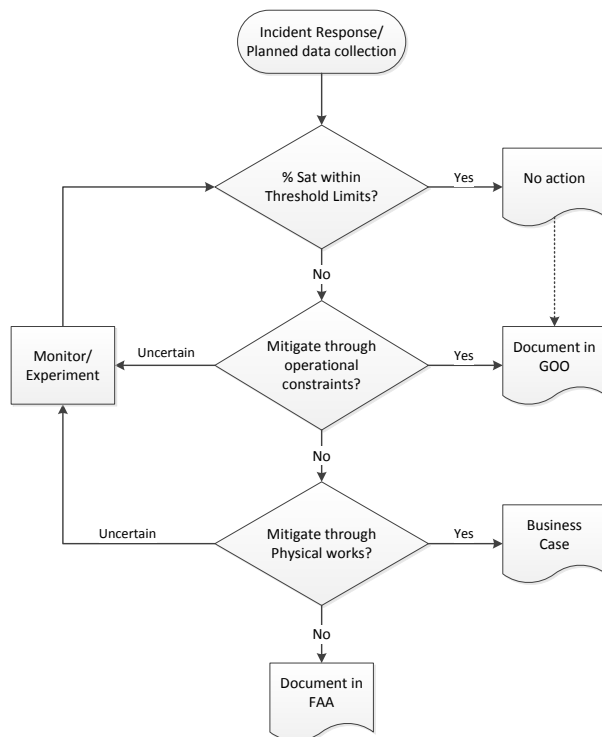 Incident Response/
Planned data collection
% Sat within
Threshold Limits?
Yes
No action
No
Monitor/
Experiment
Uncertain
Mitigate through
operational
constraints?
Yes
Document in
GOO
No
Uncertain
Mitigate through
Physical works?
Yes
Business
Case
No
Document in
FAA